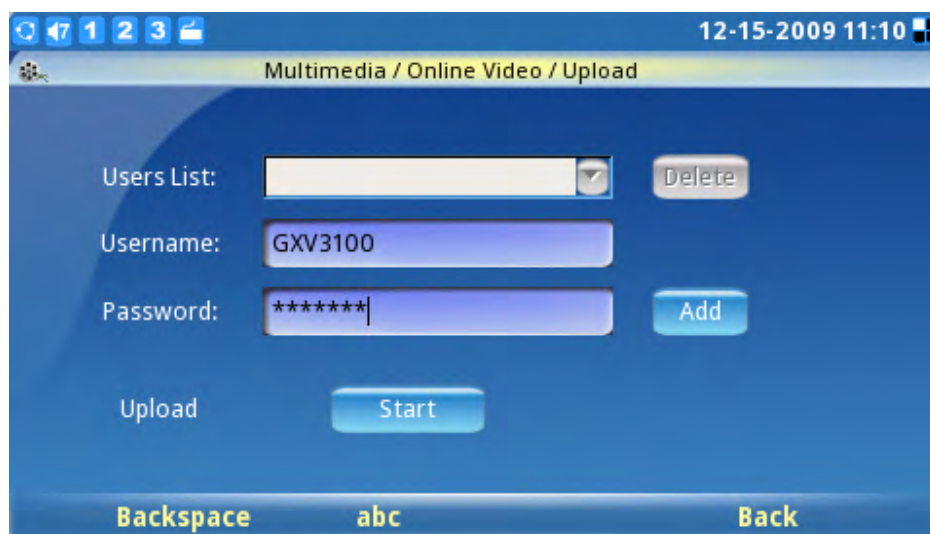 7 1 2 3 12-15-2009 11:10
Multimedia / Online Video / Upload
Users List: Delete
Username: GXV3100
Password: ******* Add
Upload Start
Backspace abc Back